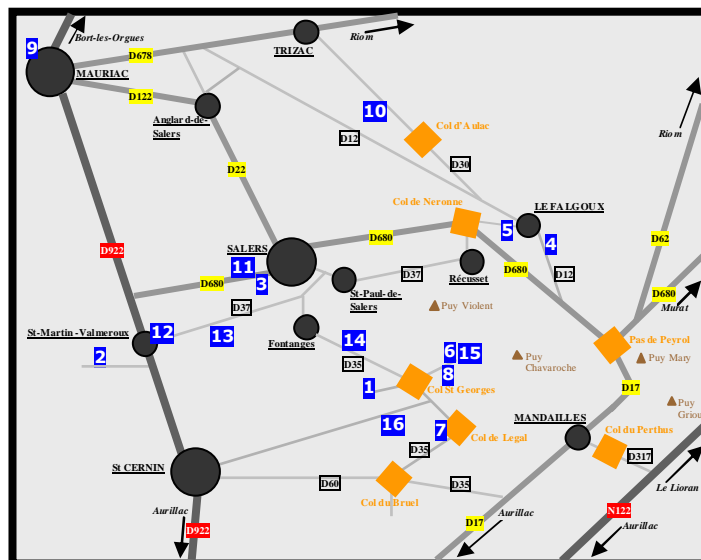 Bort-les-Orgues
Riom
9
D678
TRIZAC
MAURIAC
D122
10
Riom
Anglard-de-
Salers
Col d'Aulac
D12
D30
D22
Col de Neronne
LE FALGOUX
D922
D680
5
4
D62
SALERS
11
3
D680
D37
Récusset
D680
D12
St-Paul-de-
Salers
D680
D37
Puy Violent
Murat
St-Martin -Valmeroux
12
13
Fontanges
14
Pas de Peyrol
2
D35
6
15
Puy
Chavaroche
Puy Mary
8
1
Col St Georges
D17
Puy
Griou
16
7
MANDAILLES
Col du Perthus
Col de Legal
D35
D317
St CERNIN
D60
D35
Le Lioran
Col du Bruel
Aurillac
D922
D17
Aurillac
N122
Aurillac